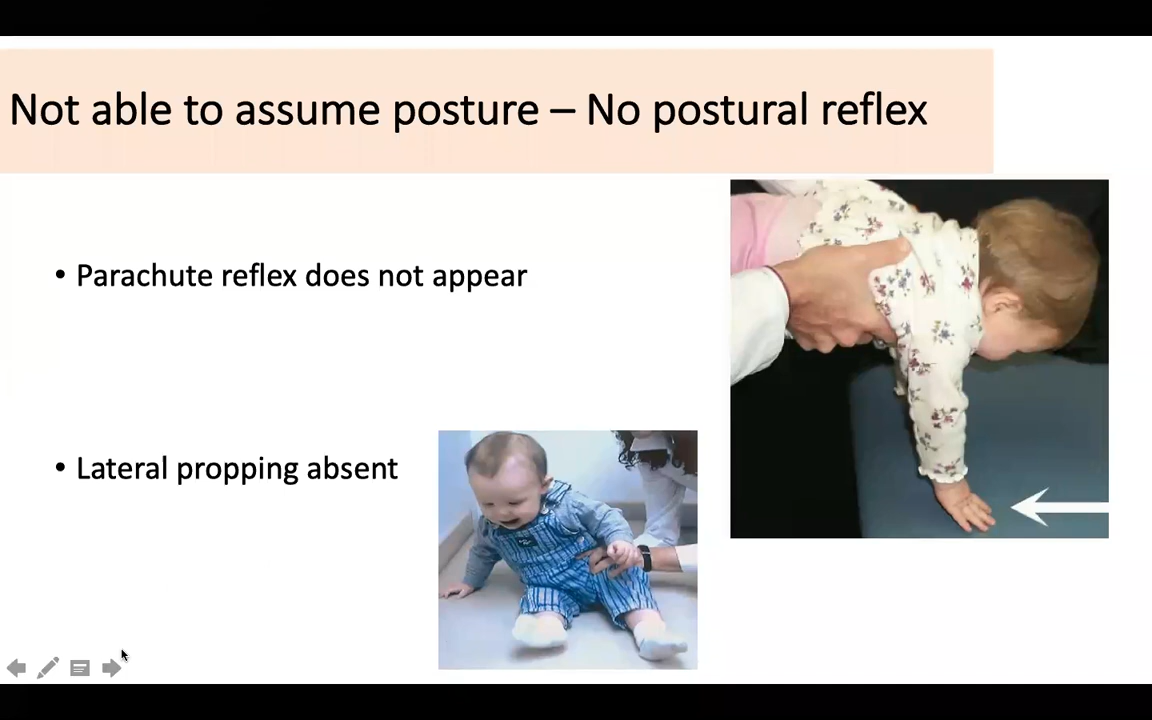 Not able to assume posture – No postural reflex
• Parachute reflex does not appear
• Lateral propping absent